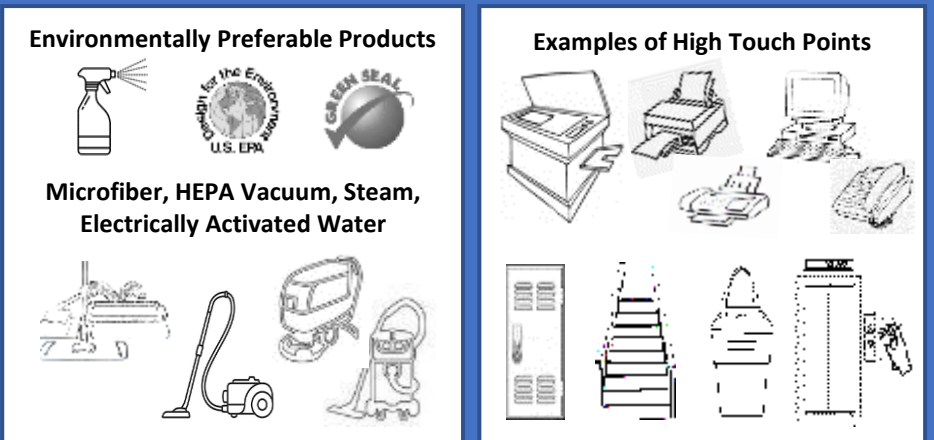 Environmentally Preferable Products
Design for the Environment
U.S. EPA
GREEN SEAL
Microfiber, HEPA Vacuum, Steam,
Electrically Activated Water
Examples of High Touch Points